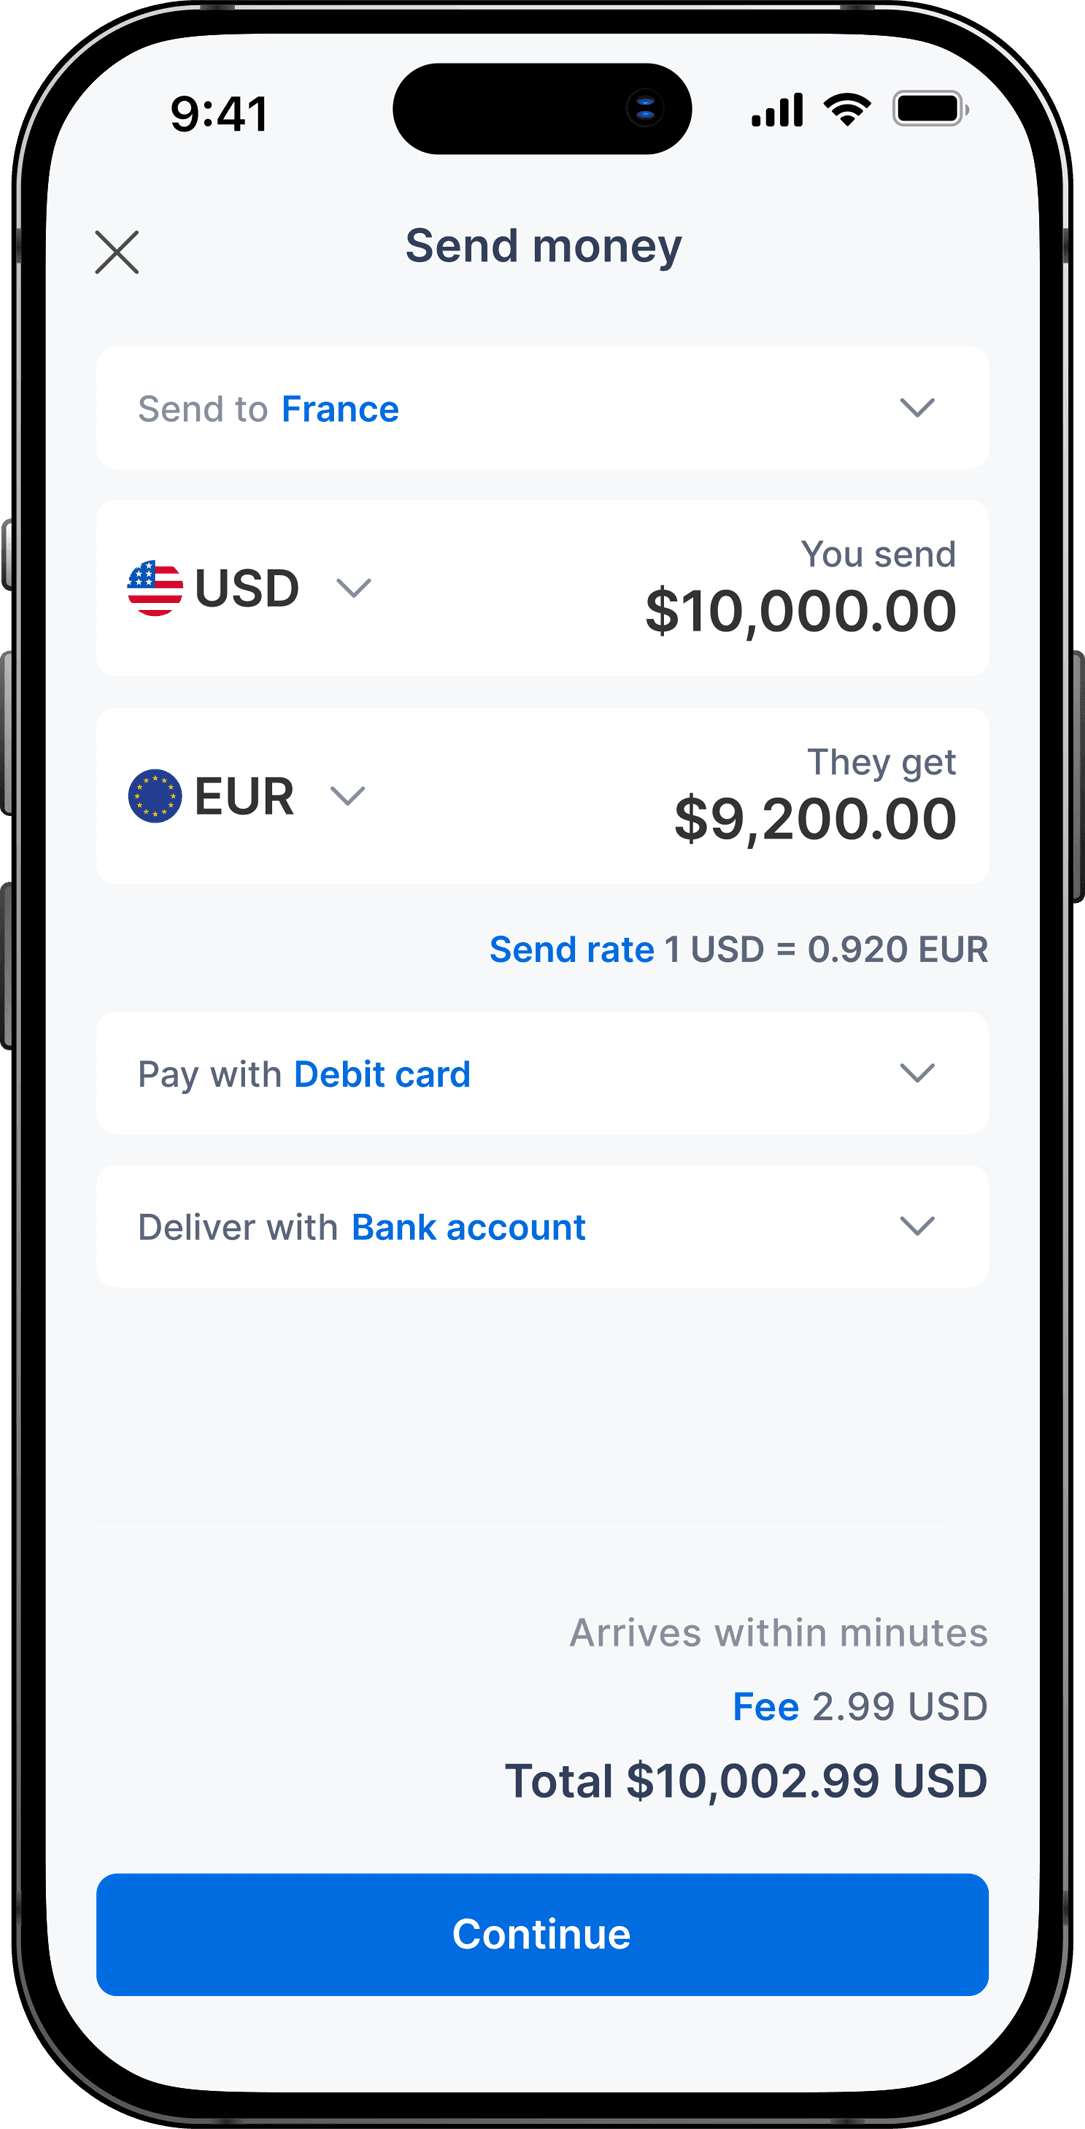 9:41
Send money
Send to France
You send
USD $10,000.00
They get
EUR $9,200.00
Send rate 1 USD = 0.920 EUR
Pay with Debit card
Deliver with Bank account
Arrives within minutes
Fee 2.99 USD
Total $10,002.99 USD
Continue